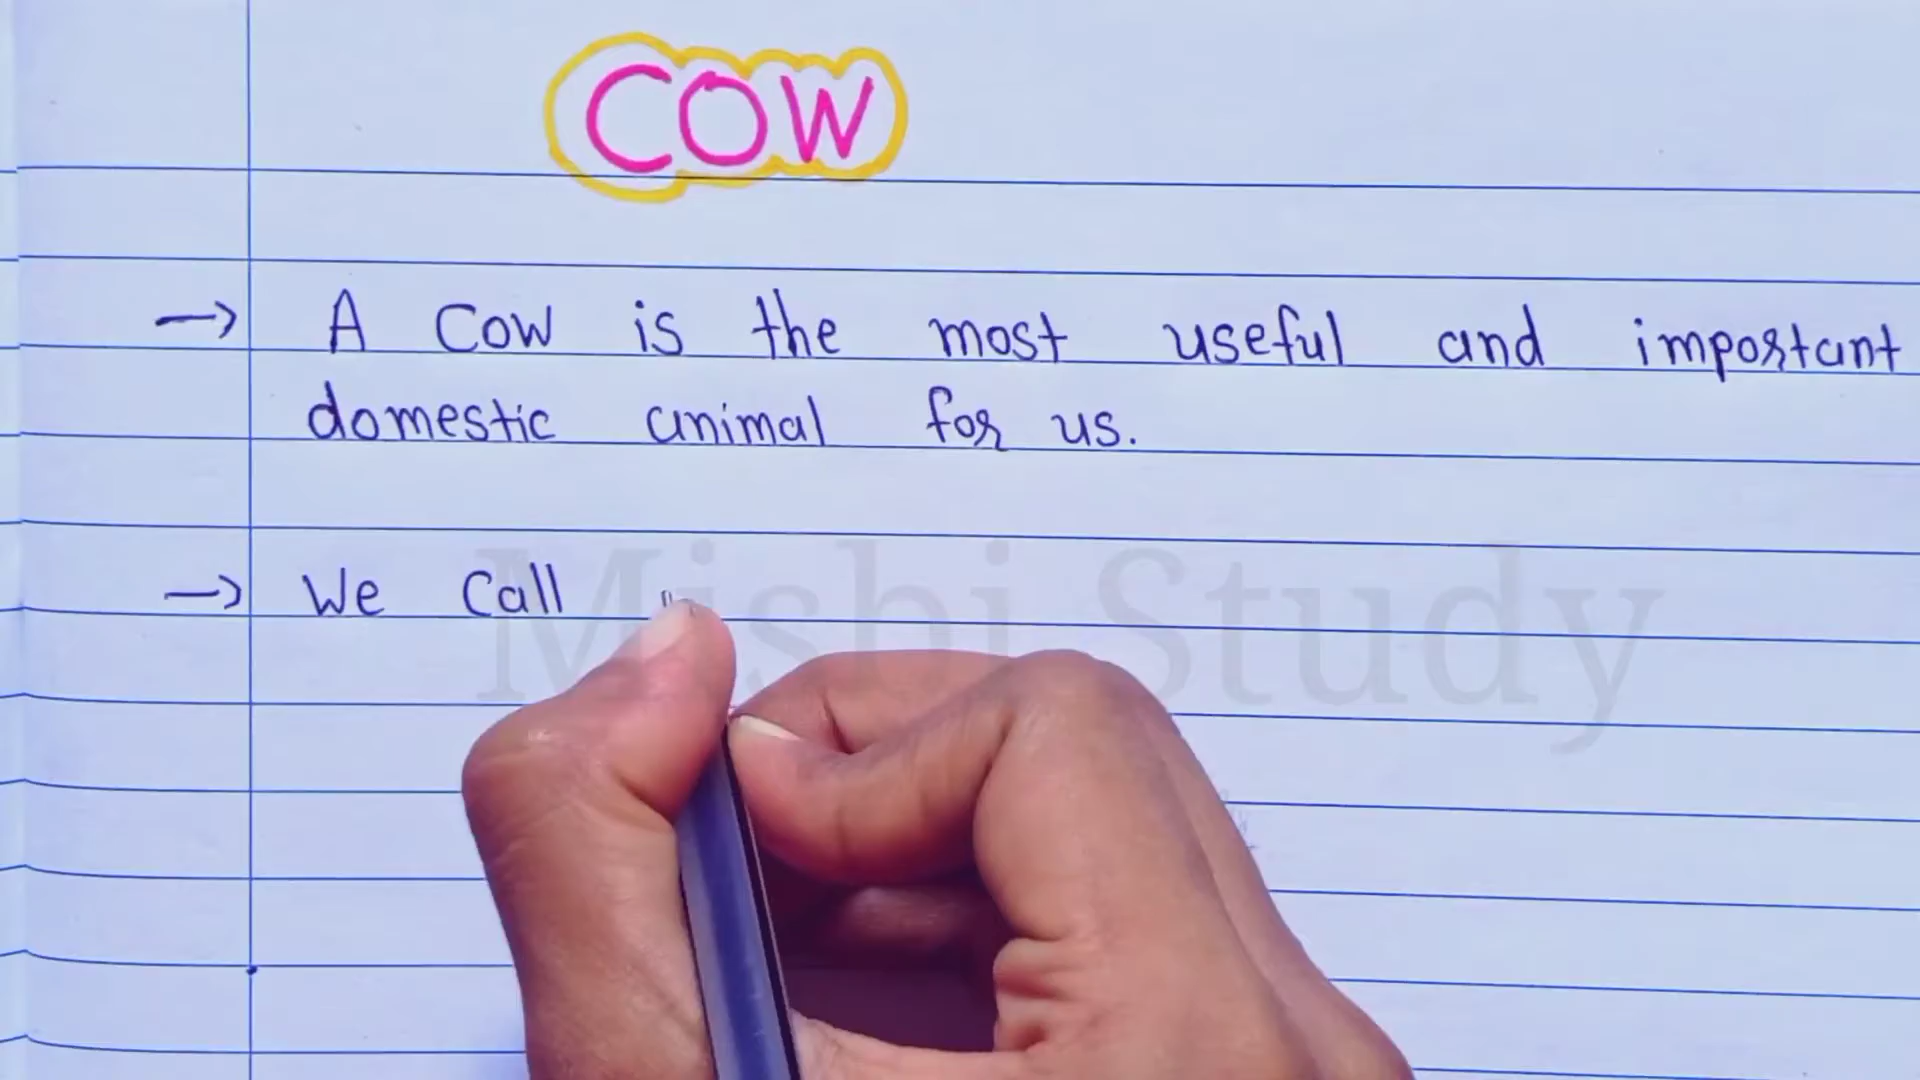 COW
→ A Cow is the most useful and important
domestic animal for us.
→ We Call
Mishi Study